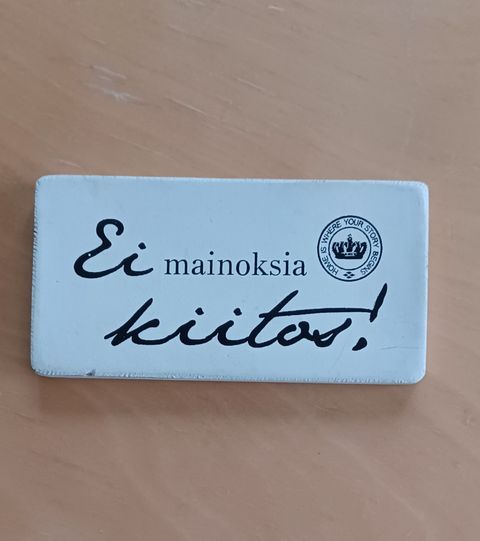 Ei mainoksia
kiitos!
HOME IS WHERE YOUR STORY BEGINS